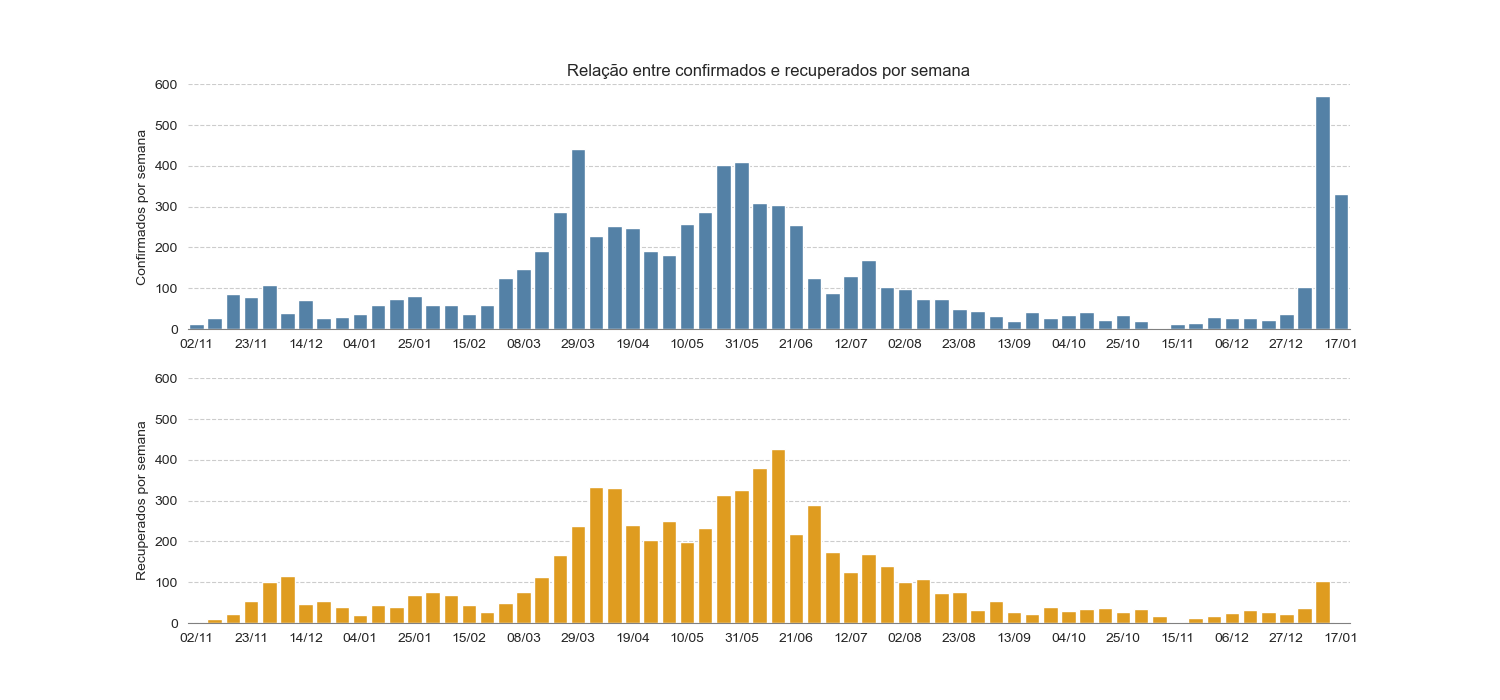 Relação entre confirmados e recuperados por semana
Confirmados por semana
600
500
400
300
200
100
0
02/11 23/11 14/12 04/01 25/01 15/02 08/03 29/03 19/04 10/05 31/05 21/06 12/07 02/08 23/08 13/09 04/10 25/10 15/11 06/12 27/12 17/01
Recuperados por semana
600
500
400
300
200
100
0
02/11 23/11 14/12 04/01 25/01 15/02 08/03 29/03 19/04 10/05 31/05 21/06 12/07 02/08 23/08 13/09 04/10 25/10 15/11 06/12 27/12 17/01